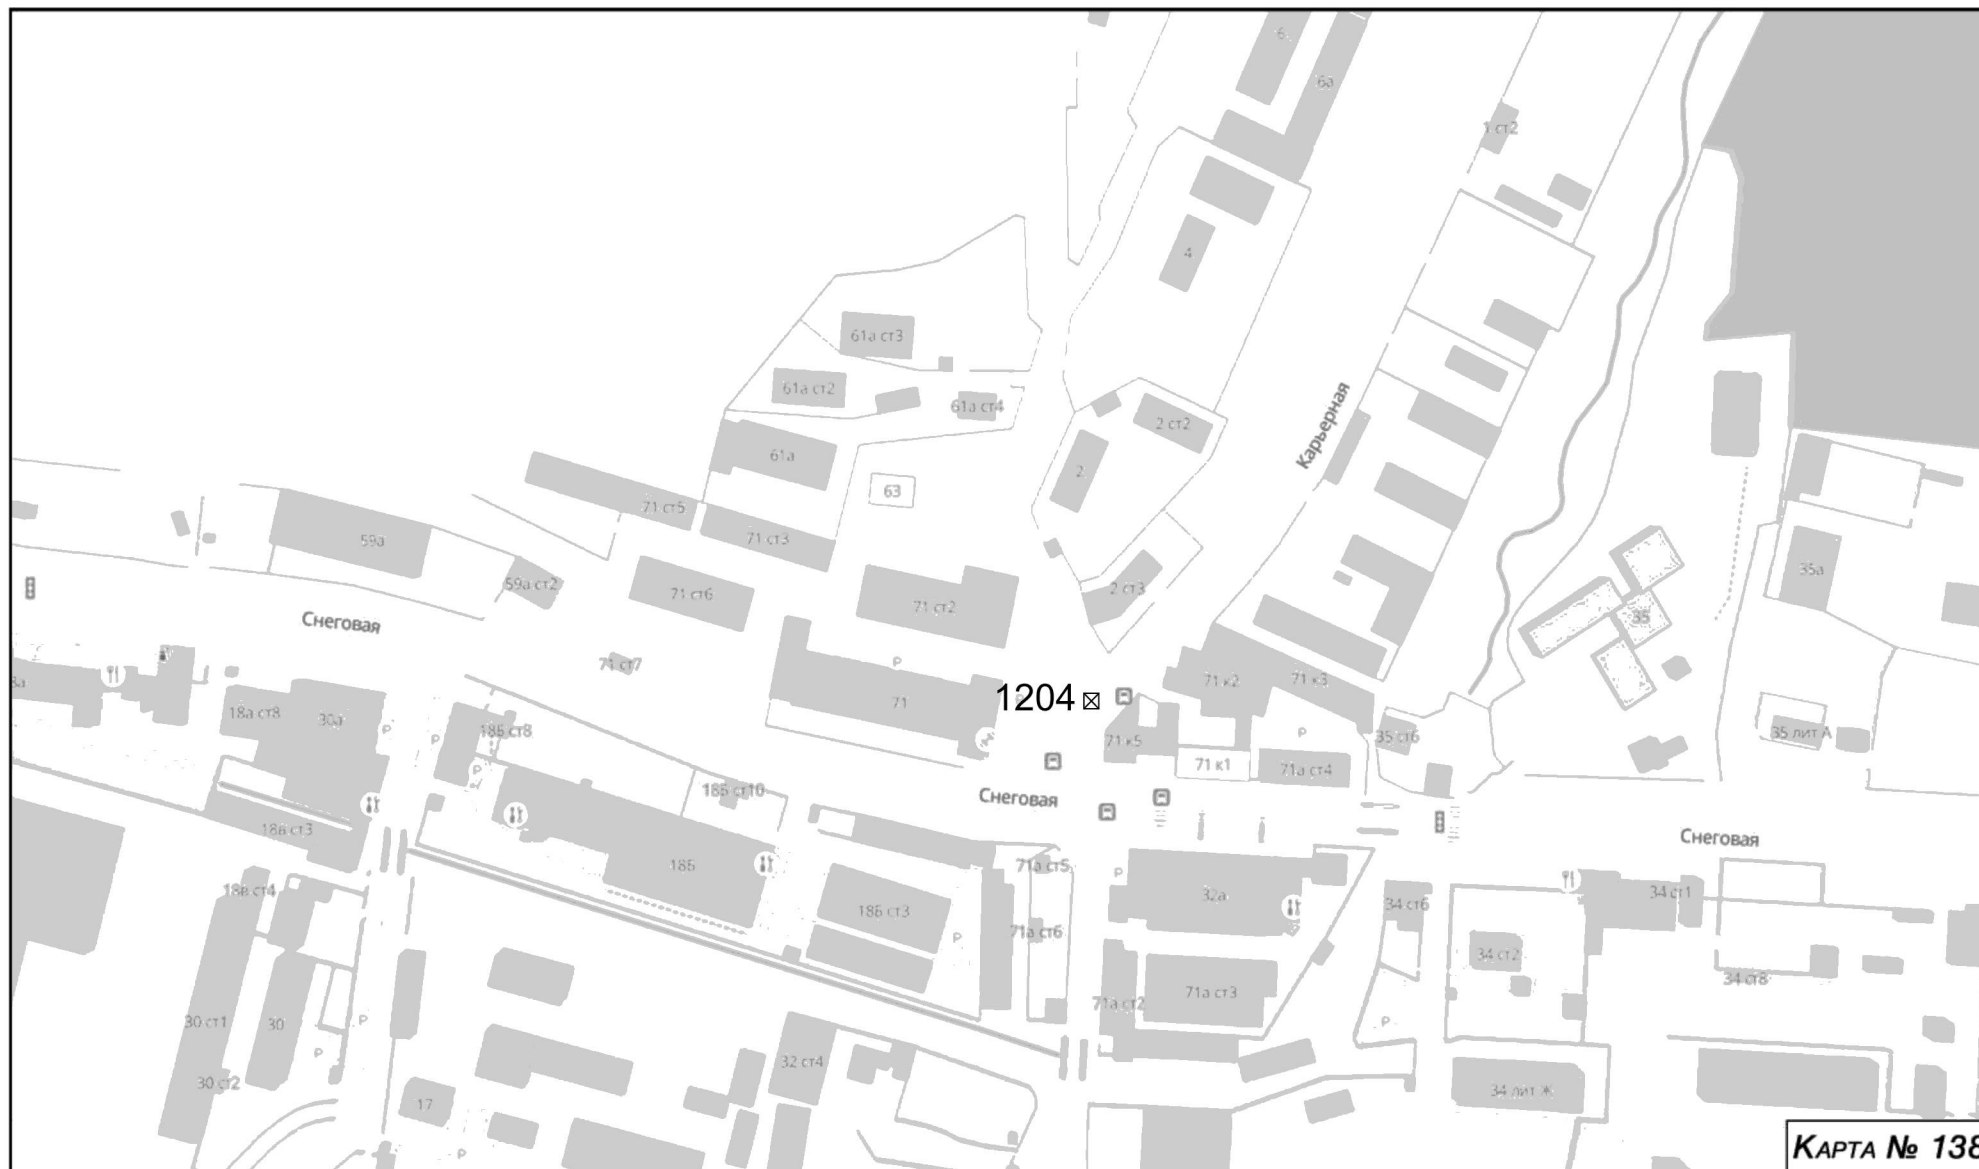 6
6а
1 ст2
4
61а ст3
61а ст2
61а ст4
2 ст2
Карьерная
61а
2
63
71 ст5
71 ст3
59а
35а
59а ст2
71 ст6
71 ст2
2 ст3
35
Снеговая
P
71 ст7
71 к2
71 к3
1204
71
18а ст8
30а
P
P
18Б ст8
71 к5
P
35 ст6
35 лит А
P
71 к1
71а ст4
18Б ст10
Снеговая
18в ст3
Снеговая
18Б
71а ст5
P
18в ст4
32а
34 ст1
18Б ст3
34 ст6
71а ст6
P
34 ст2
34 ст8
71а ст3
71а ст2
30 ст1
30
P
P
P
32 ст4
30 ст2
34 лит Ж
17
P
КАРТА № 138